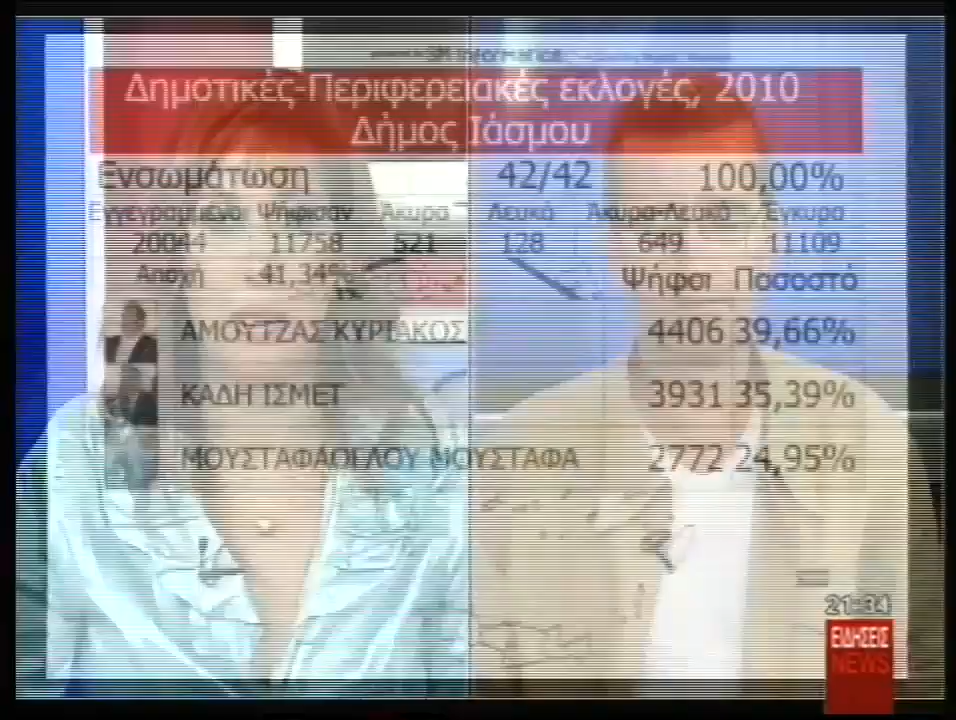 Δημοτικές-Περιφερειακές εκλογές, 2010
Δήμος Ιάσμου
Ενσωμάτωση 42/42 100,00%
Εγγεγραμμένοι Ψήφισαν Άκυρα Λευκά Άκυρα-Λευκά Έγκυρα
20044 11758 521 128 649 11109
Αποχή 41,34% Ψήφοι Ποσοστό
ΑΜΟΥΤΖΑΣ ΚΥΡΙΑΚΟΣ 4406 39,66%
ΚΑΔΗ ΙΣΜΕΤ 3931 35,39%
ΜΟΥΣΤΑΦΑΟΓΛΟΥ ΜΟΥΣΤΑΦΑ 2772 24,95%
21:34
ΕΙΔΗΣΕΙΣ
NEWS